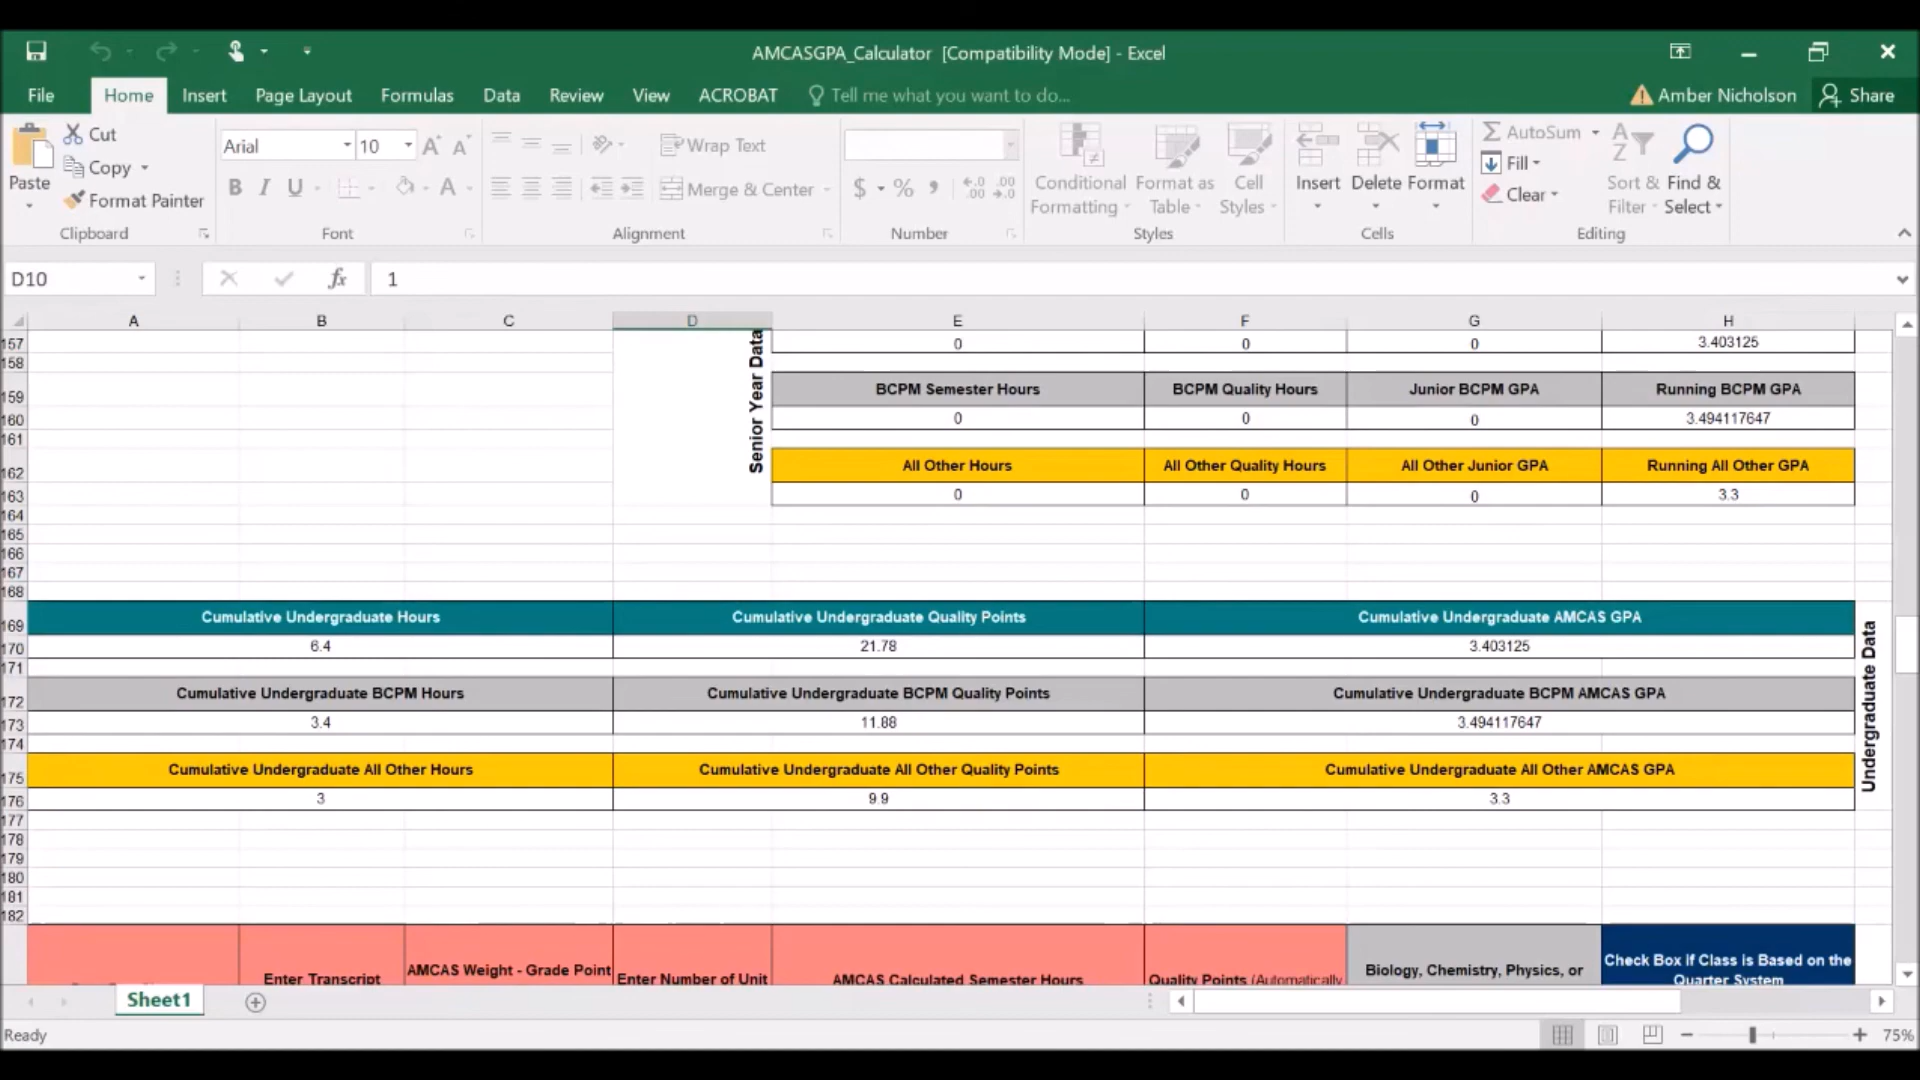 AMCASGPA_Calculator [Compatibility Mode] - Excel
File Home Insert Page Layout Formulas Data Review View ACROBAT Tell me what you want to do... Amber Nicholson Share
Paste
Cut
Copy
Format Painter
Clipboard
Arial 10
B I U
Font
Wrap Text
Merge & Center
Alignment
$ % ,
Number
Conditional Formatting
Format as Table
Cell Styles
Styles
Insert Delete Format
Cells
AutoSum
Fill
Clear
Sort & Filter
Find & Select
Editing
D10 fx 1
A B C D E F G H
157 0 0 0 3.403125
158
159 BCPM Semester Hours BCPM Quality Hours Junior BCPM GPA Running BCPM GPA
160 0 0 0 3.494117647
161
162 All Other Hours All Other Quality Hours All Other Junior GPA Running All Other GPA
163 0 0 0 3.3
Senior Year Data
164
165
166
167
168
169 Cumulative Undergraduate Hours Cumulative Undergraduate Quality Points Cumulative Undergraduate AMCAS GPA
170 6.4 21.78 3.403125
171
172 Cumulative Undergraduate BCPM Hours Cumulative Undergraduate BCPM Quality Points Cumulative Undergraduate BCPM AMCAS GPA
173 3.4 11.88 3.494117647
174
175 Cumulative Undergraduate All Other Hours Cumulative Undergraduate All Other Quality Points Cumulative Undergraduate All Other AMCAS GPA
176 3 9.9 3.3
Undergraduate Data
177
178
179
180
181
182
Enter Transcript
AMCAS Weight - Grade Point
Enter Number of Unit
AMCAS Calculated Semester Hours
Quality Points (Automatically
Biology, Chemistry, Physics, or
Check Box if Class is Based on the
Quarter System
Sheet1
Ready 75%